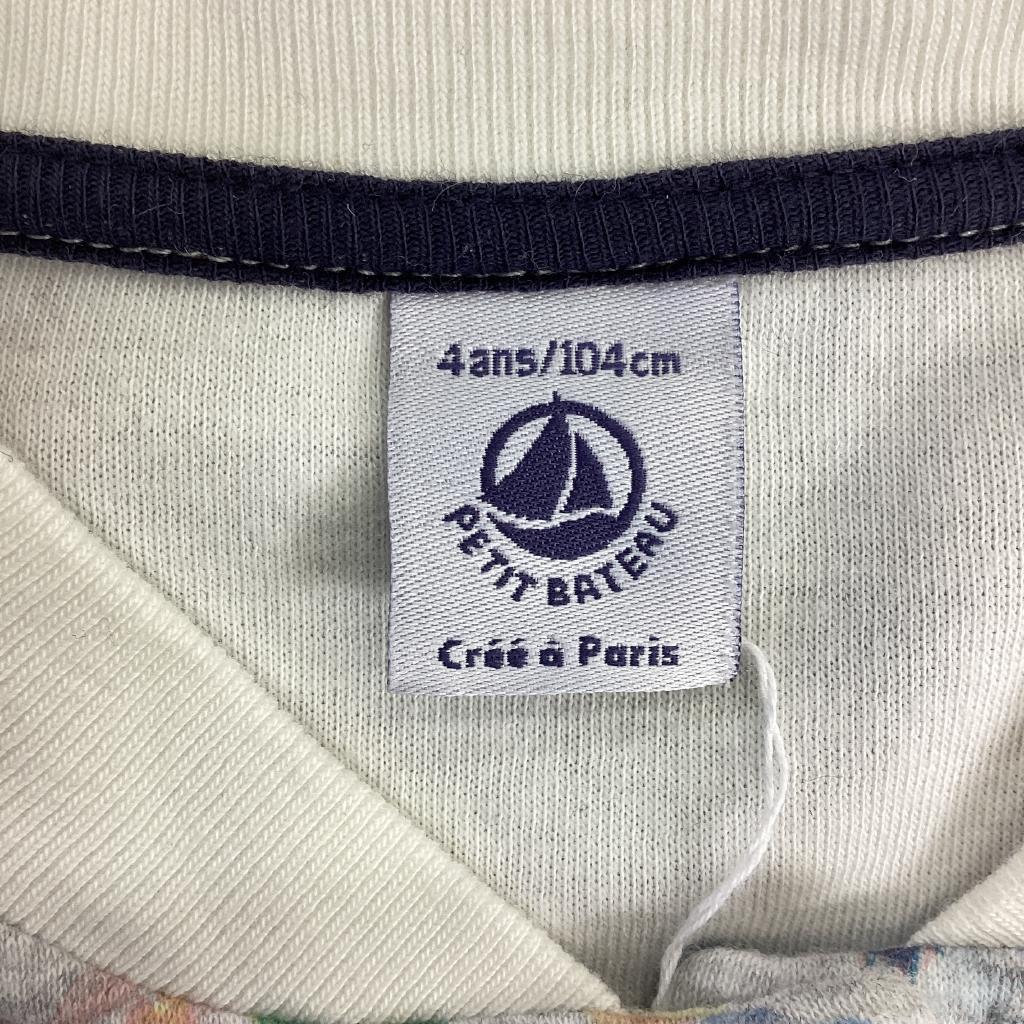 4ans/104cm
PETIT BATEAU
Créé à Paris